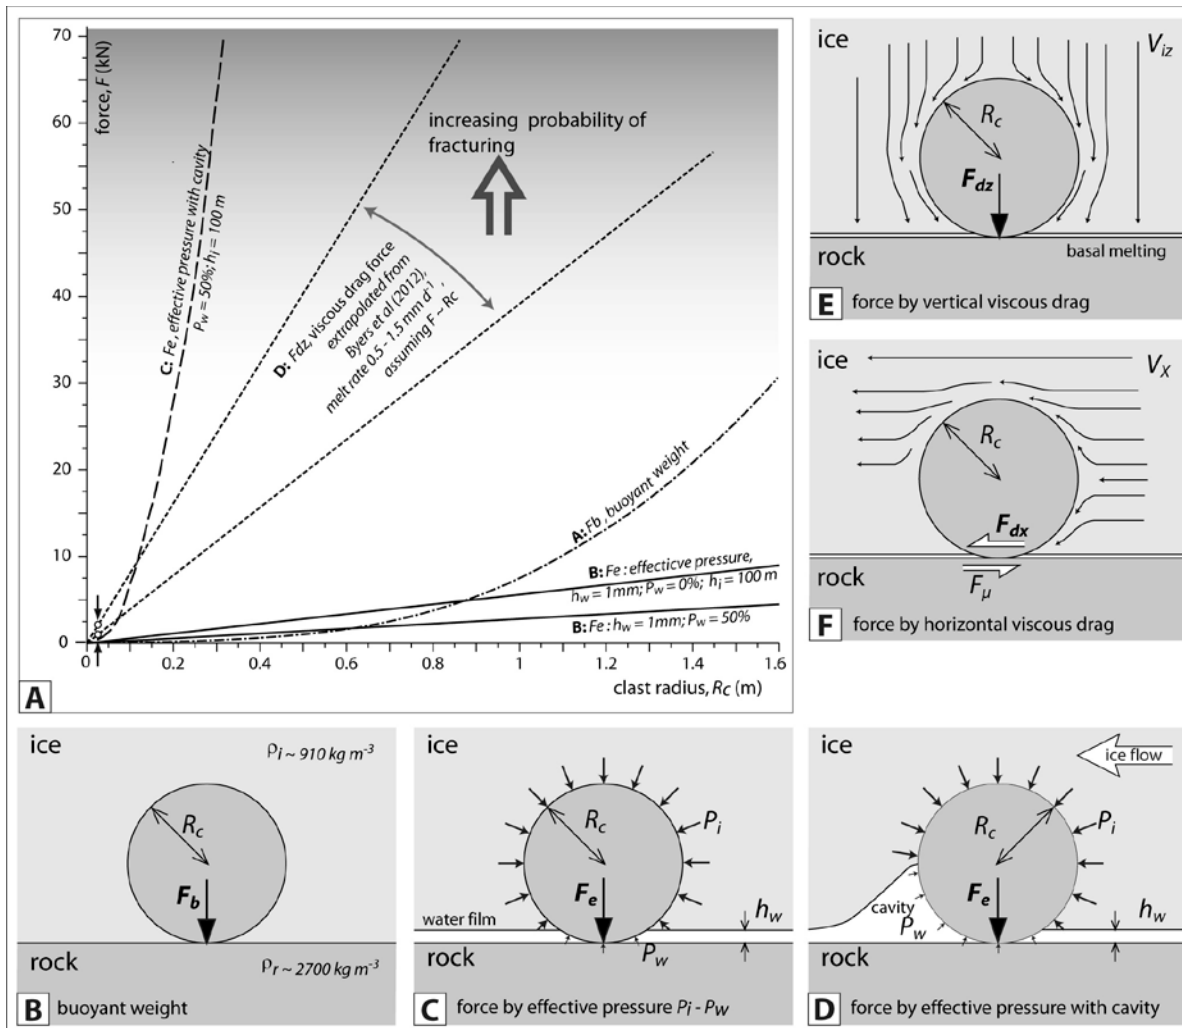 70
60
50
40
30
20
10
0
force, F (kN)
0
0.2
0.4
0.6
0.8
1
1.2
1.4
1.6
clast radius, Rc (m)
increasing probability of
fracturing
C: Fe, effective pressure with cavity
Pw = 50%; hi = 100 m
D: Fdz, viscous drag force
extrapolated from
Byers et al (2012),
melt rate 0.5 - 1.5 mm d-1,
assuming F ~ Rc
A: Fb, buoyant weight
B: Fe : effecticve pressure,
hw = 1mm; Pw = 0%; hi = 100 m
B: Fe : hw = 1mm; Pw = 50%
A
ice
Viz
Rc
Fdz
rock
basal melting
E force by vertical viscous drag
ice
Vx
Rc
Fdx
rock
Fμ
F force by horizontal viscous drag
ice
ρi ~ 910 kg m-3
Rc
Fb
rock
ρr ~ 2700 kg m-3
B buoyant weight
ice
Rc
Pi
Fe
water film
hw
rock
Pw
C force by effective pressure Pi - Pw
ice
ice flow
Rc
Pi
Fe
cavity
Pw
hw
rock
D force by effective pressure with cavity